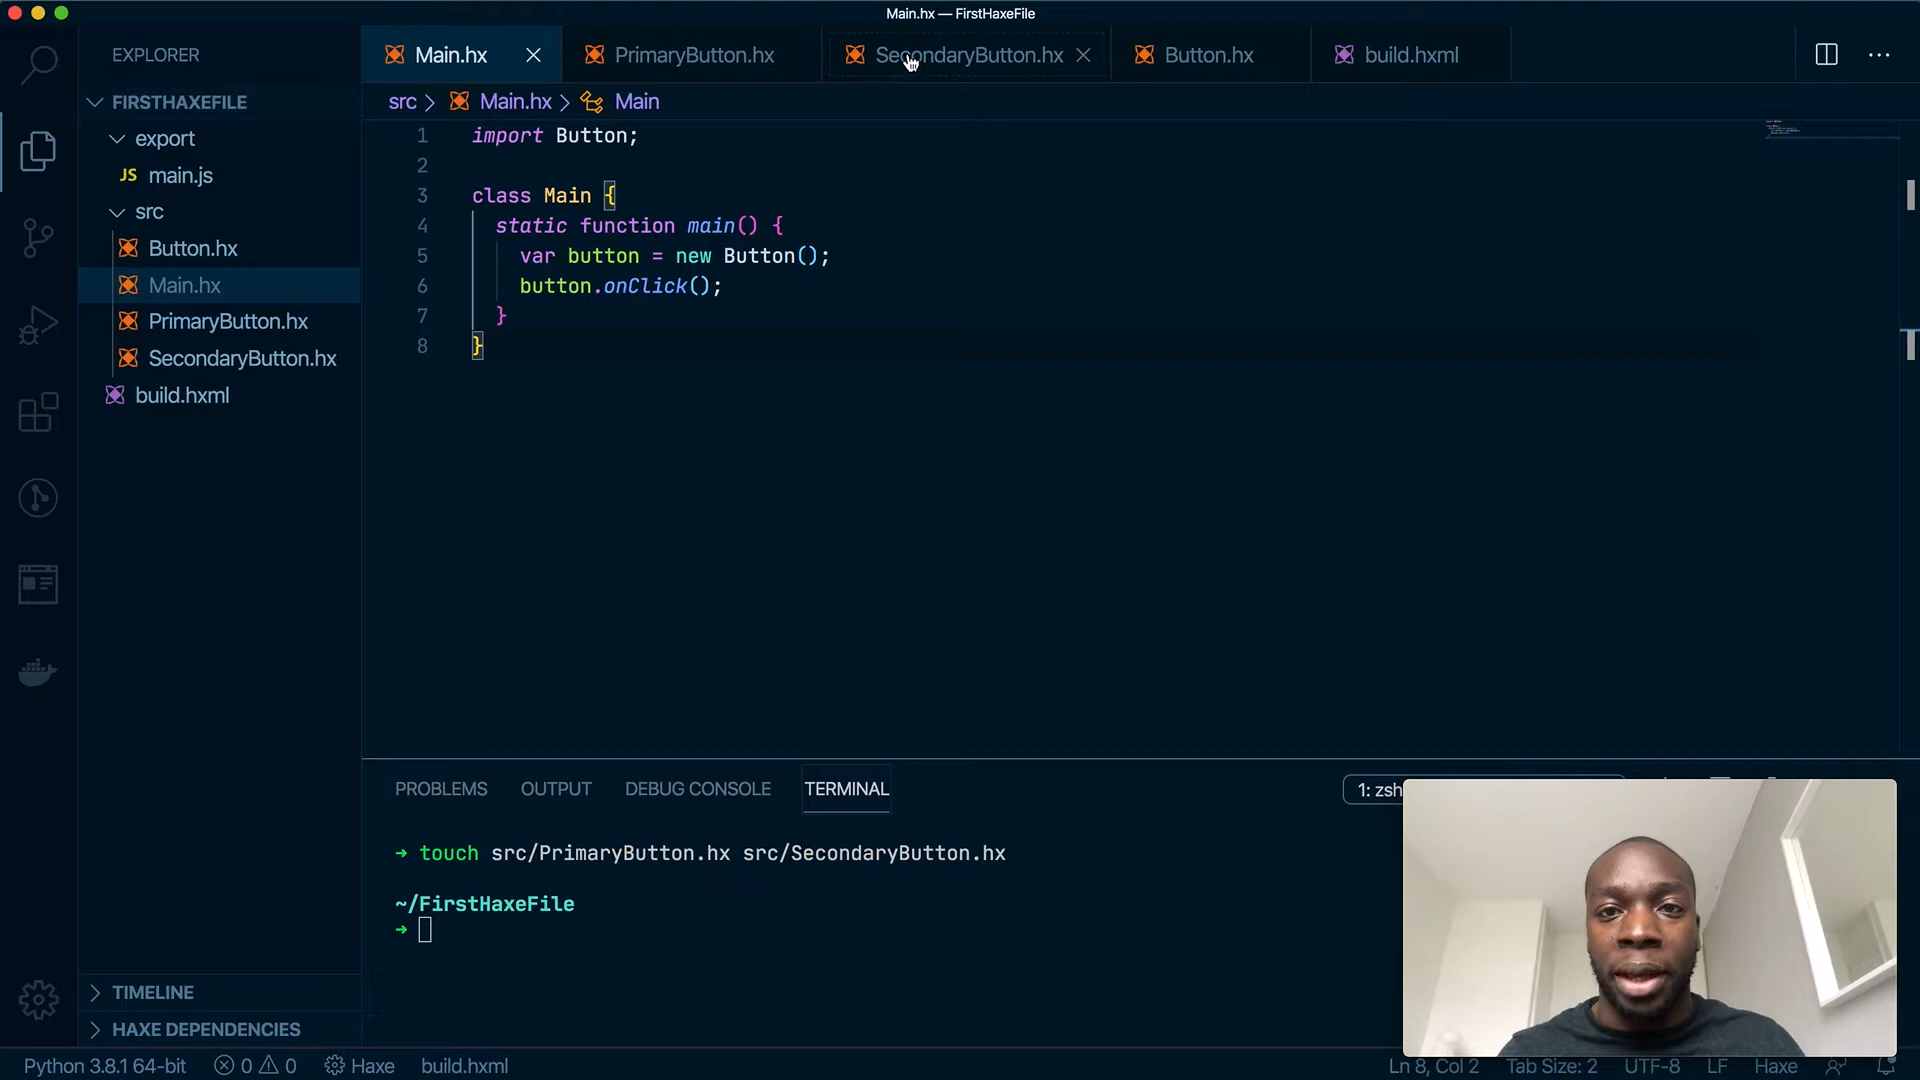 Main.hx — FirstHaxeFile
EXPLORER
Main.hx
PrimaryButton.hx
SecondaryButton.hx
Button.hx
build.hxml
FIRSTHAXEFILE
export
JS main.js
src
Button.hx
Main.hx
PrimaryButton.hx
SecondaryButton.hx
build.hxml
src > Main.hx > Main
1 import Button;
2
3 class Main {
4 static function main() {
5 var button = new Button();
6 button.onClick();
7 }
8 }
PROBLEMS OUTPUT DEBUG CONSOLE TERMINAL
1: zsh
→ touch src/PrimaryButton.hx src/SecondaryButton.hx
~/FirstHaxeFile
→
TIMELINE
HAXE DEPENDENCIES
Python 3.8.1 64-bit 0 0 Haxe build.hxml Ln 8, Col 2 Tab Size: 2 UTF-8 LF Haxe